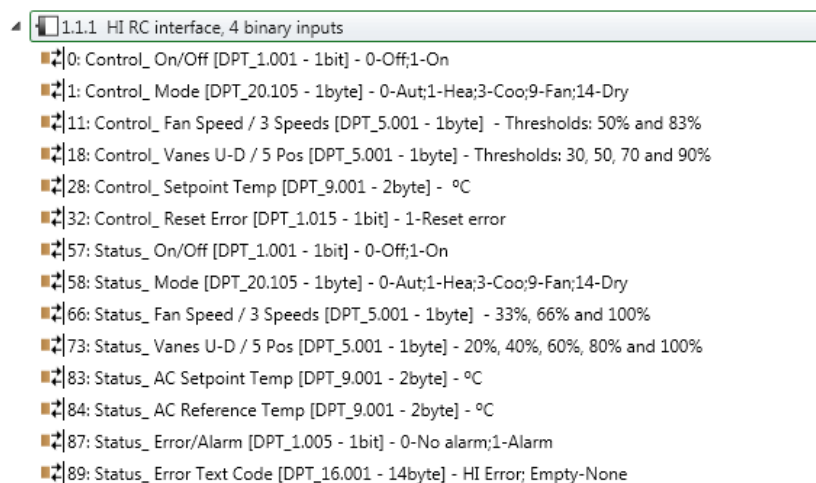 1.1.1 HI RC interface, 4 binary inputs
0: Control_ On/Off [DPT_1.001 - 1bit] - 0-Off;1-On
1: Control_ Mode [DPT_20.105 - 1byte] - 0-Aut;1-Hea;3-Coo;9-Fan;14-Dry
11: Control_ Fan Speed / 3 Speeds [DPT_5.001 - 1byte] - Thresholds: 50% and 83%
18: Control_ Vanes U-D / 5 Pos [DPT_5.001 - 1byte] - Thresholds: 30, 50, 70 and 90%
28: Control_ Setpoint Temp [DPT_9.001 - 2byte] - ºC
32: Control_ Reset Error [DPT_1.015 - 1bit] - 1-Reset error
57: Status_ On/Off [DPT_1.001 - 1bit] - 0-Off;1-On
58: Status_ Mode [DPT_20.105 - 1byte] - 0-Aut;1-Hea;3-Coo;9-Fan;14-Dry
66: Status_ Fan Speed / 3 Speeds [DPT_5.001 - 1byte] - 33%, 66% and 100%
73: Status_ Vanes U-D / 5 Pos [DPT_5.001 - 1byte] - 20%, 40%, 60%, 80% and 100%
83: Status_ AC Setpoint Temp [DPT_9.001 - 2byte] - ºC
84: Status_ AC Reference Temp [DPT_9.001 - 2byte] - ºC
87: Status_ Error/Alarm [DPT_1.005 - 1bit] - 0-No alarm;1-Alarm
89: Status_ Error Text Code [DPT_16.001 - 14byte] - HI Error; Empty-None